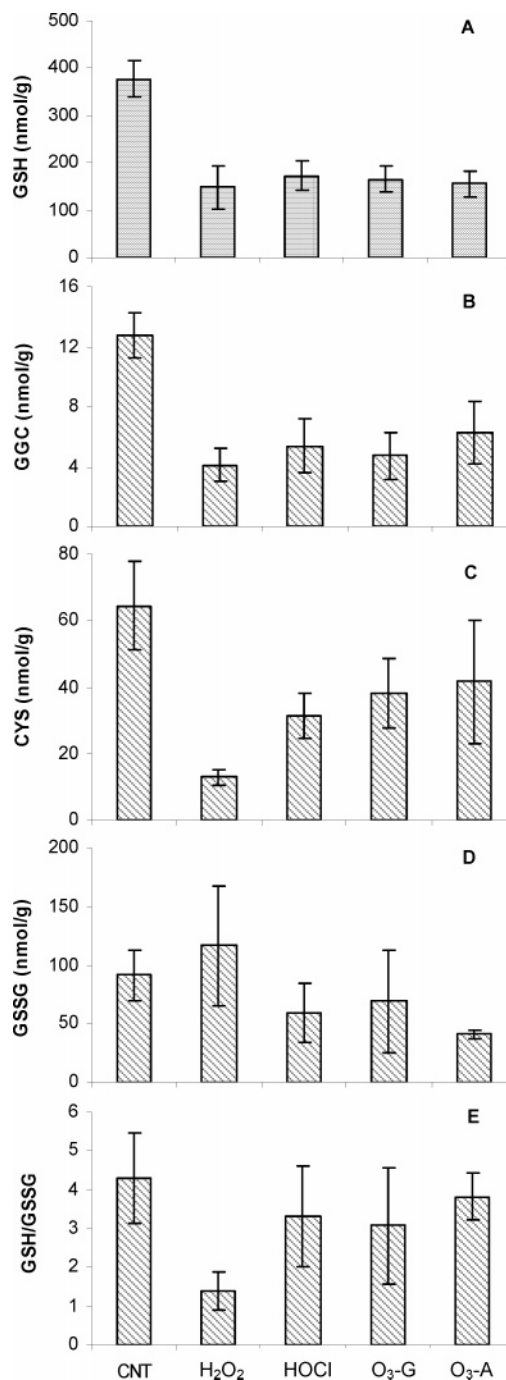 A
GSH (nmol/g)
500
400
300
200
100
0
B
GGC (nmol/g)
16
12
8
4
0
C
CYS (nmol/g)
80
60
40
20
0
D
GSSG (nmol/g)
200
150
100
50
0
E
GSH/GSSG
6
5
4
3
2
1
0
CNT H₂O₂ HOCl O₃-G O₃-A